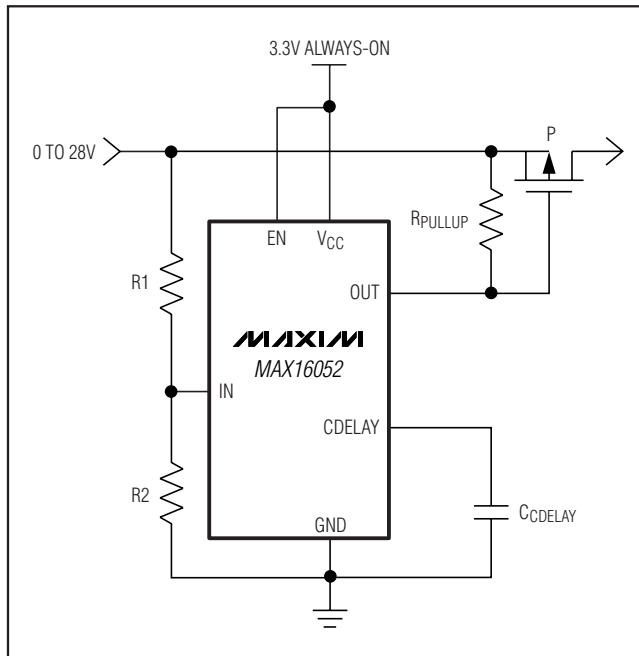 3.3V ALWAYS-ON
0 TO 28V
P
EN
VCC
RPULLUP
R1
OUT
MAXIM
MAX16052
IN
CDELAY
R2
CCDELAY
GND